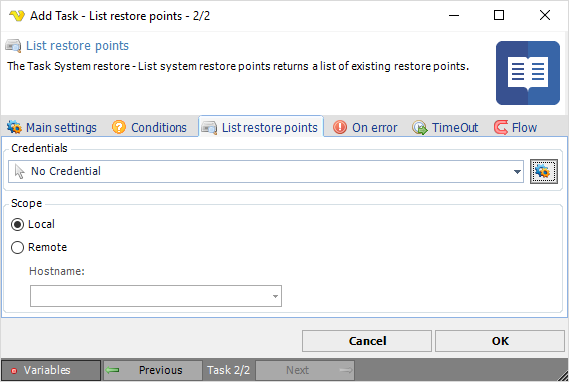 Add Task - List restore points - 2/2
List restore points
The Task System restore - List system restore points returns a list of existing restore points.
Main settings Conditions List restore points On error TimeOut Flow
Credentials
No Credential
Scope
Local
Remote
Hostname:
Cancel OK
Variables Previous Task 2/2 Next